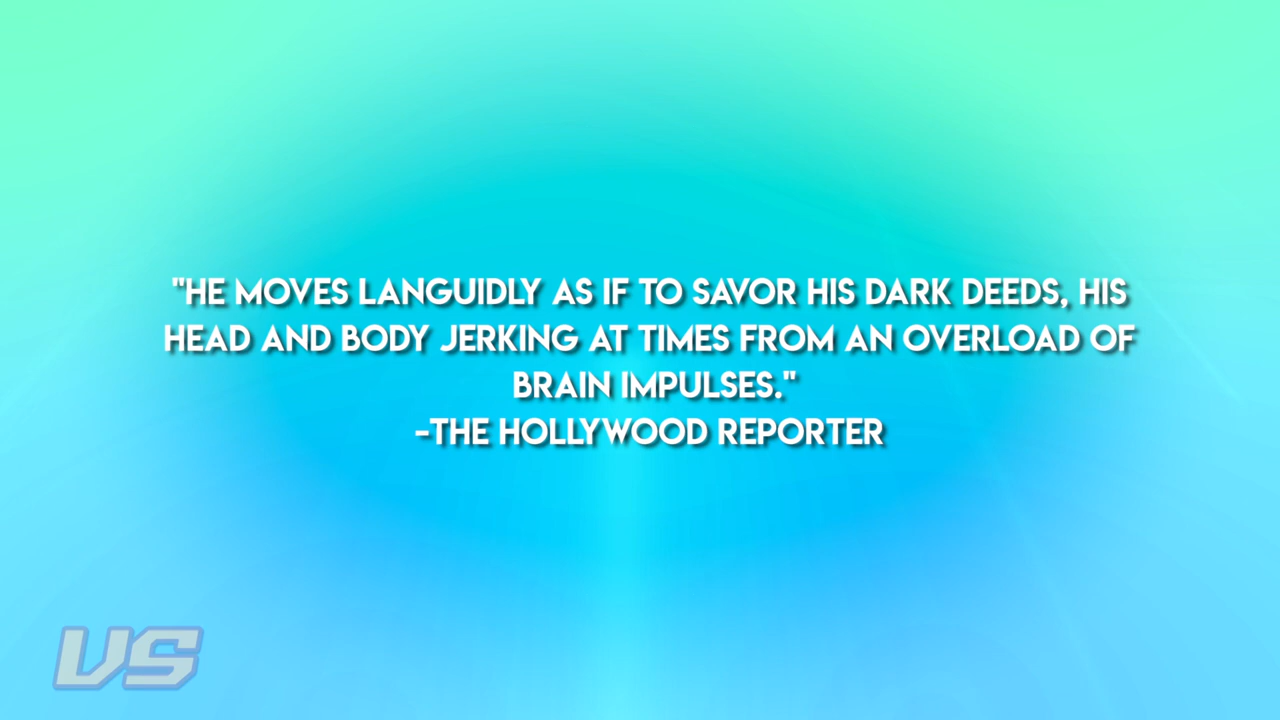 "HE MOVES LANGUIDLY AS IF TO SAVOR HIS DARK DEEDS, HIS
HEAD AND BODY JERKING AT TIMES FROM AN OVERLOAD OF
BRAIN IMPULSES."
-THE HOLLYWOOD REPORTER
VS